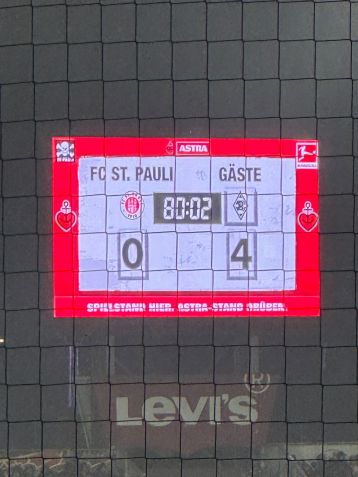 ASTRA
FC ST. PAULI GÄSTE
80:02
0 4
SPIELSTAND HIER. ASTRA-STAND DRÜBEN.
LEVI'S